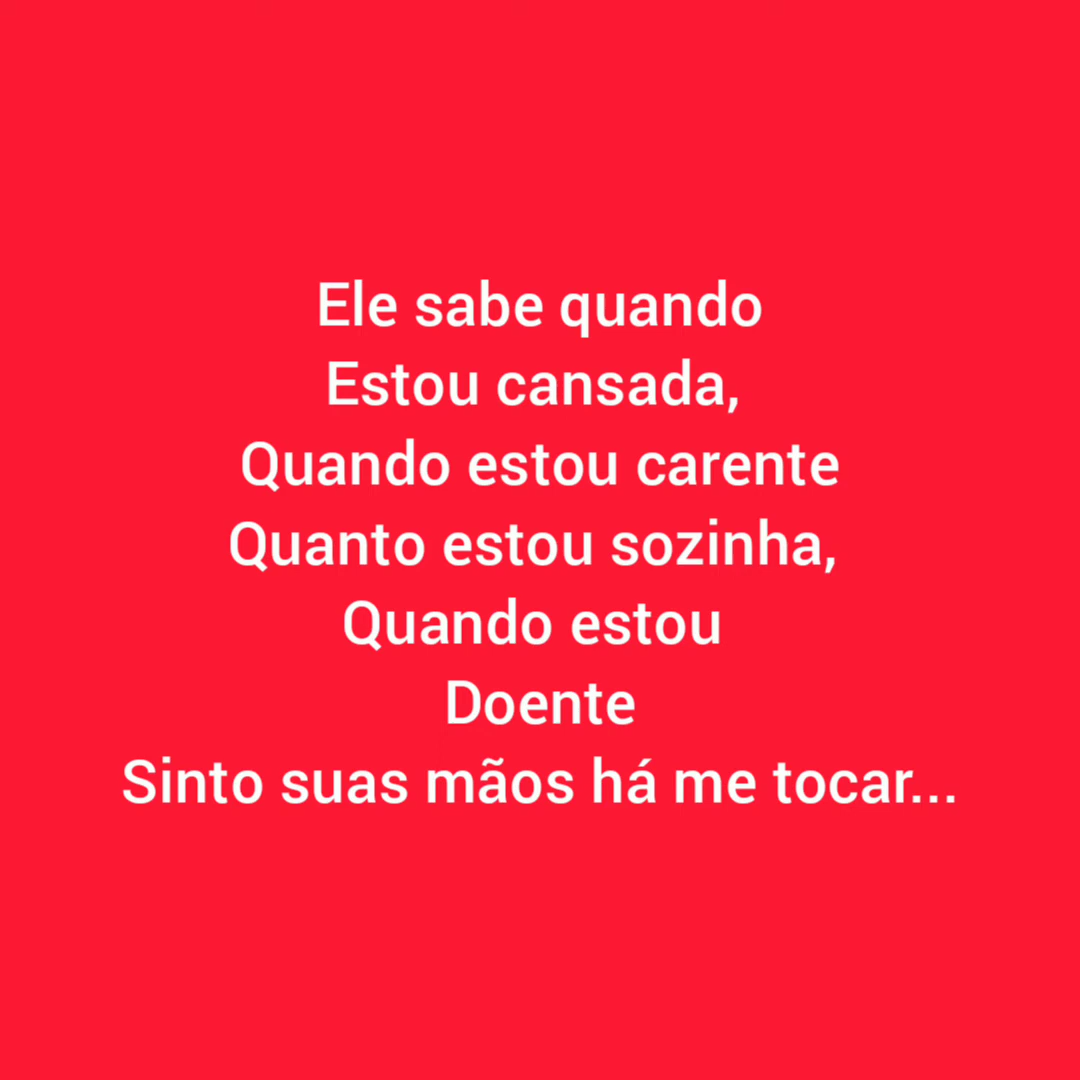 Ele sabe quando
Estou cansada,
Quando estou carente
Quanto estou sozinha,
Quando estou
Doente
Sinto suas mãos há me tocar...